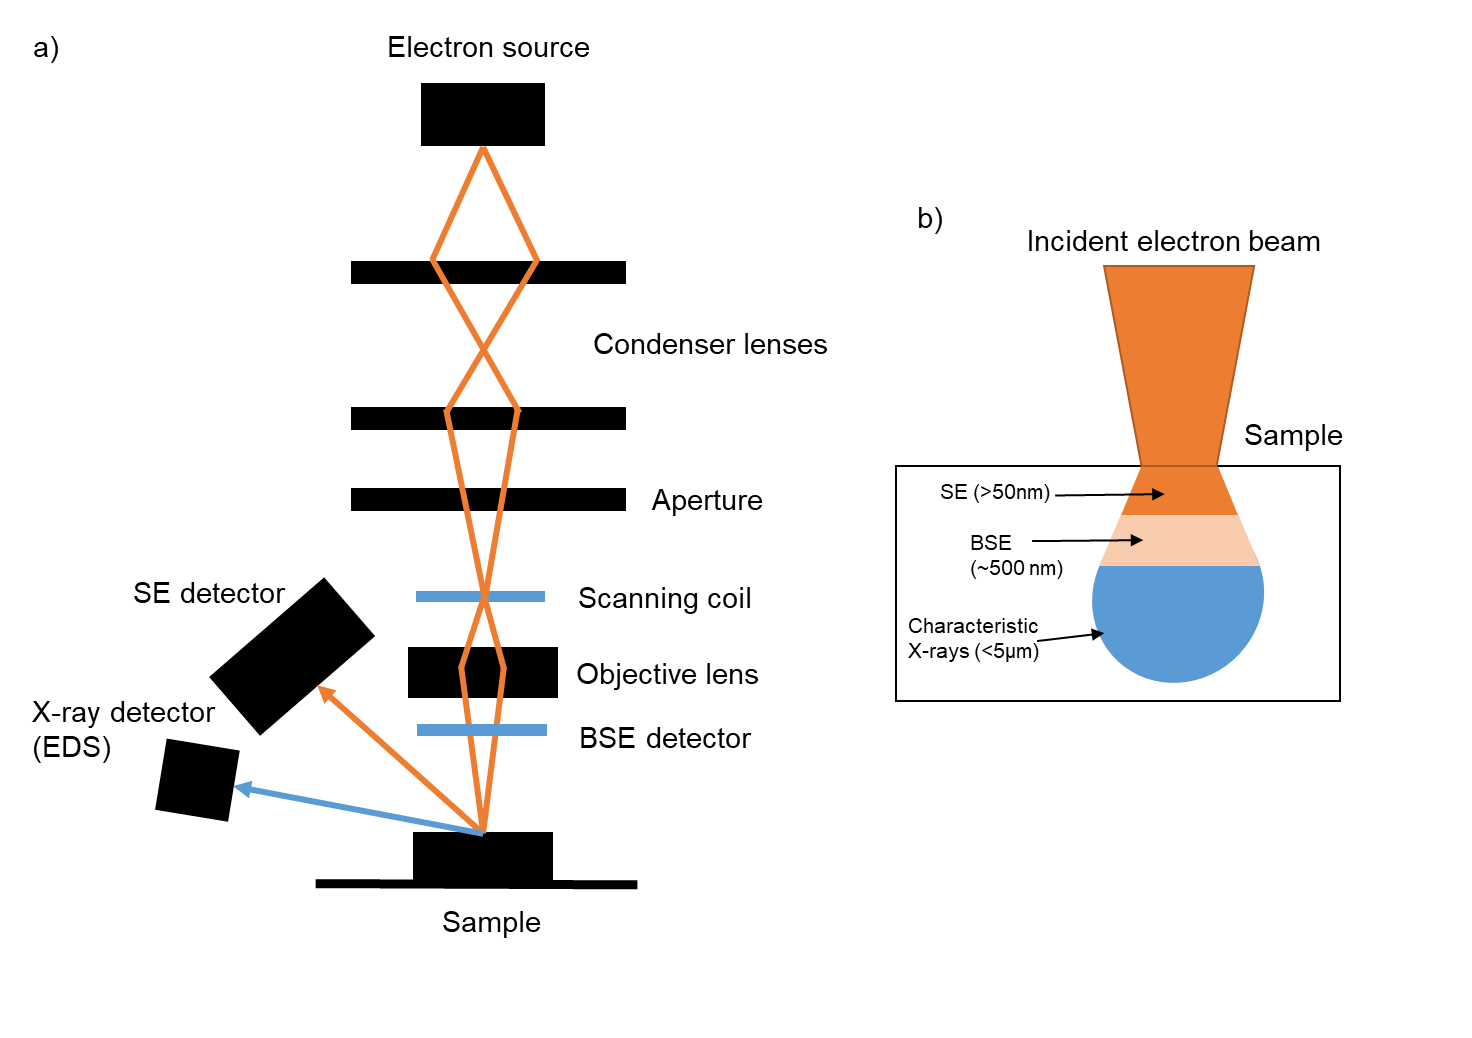 a)
Electron source
Condenser lenses
Aperture
Scanning coil
SE detector
Objective lens
X-ray detector
(EDS)
BSE detector
Sample
b)
Incident electron beam
Sample
SE (>50nm)
BSE
(~500 nm)
Characteristic
X-rays (<5µm)